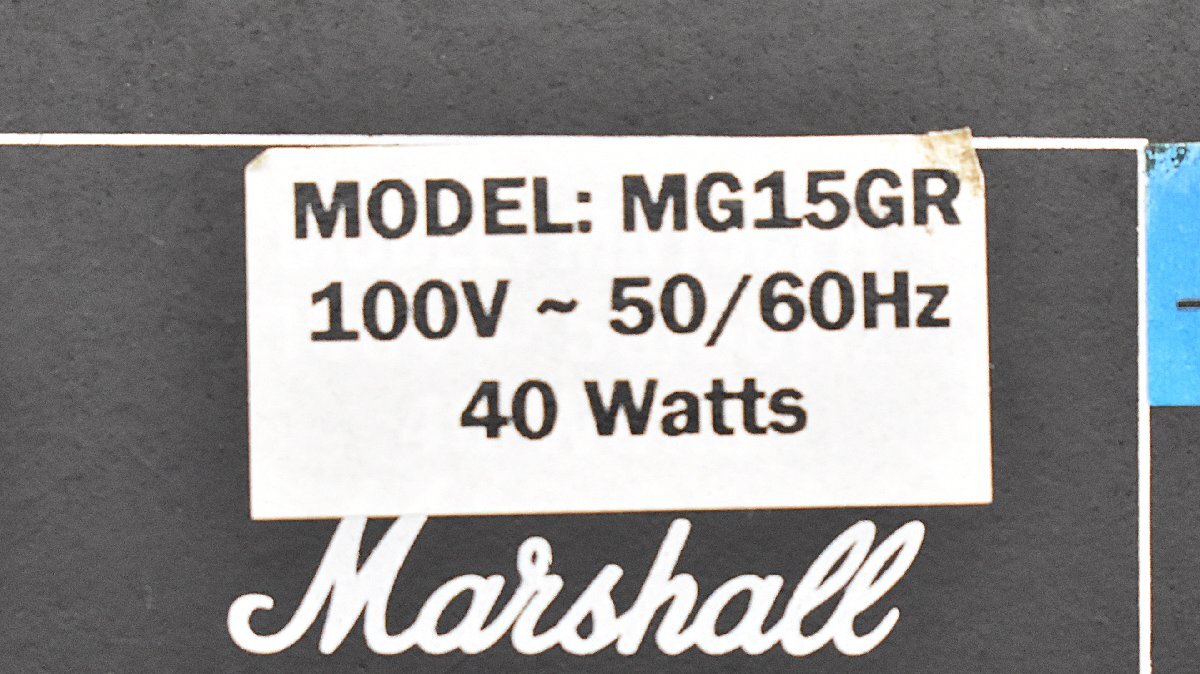 MODEL: MG15GR
100V ~ 50/60Hz
40 Watts
Marshall